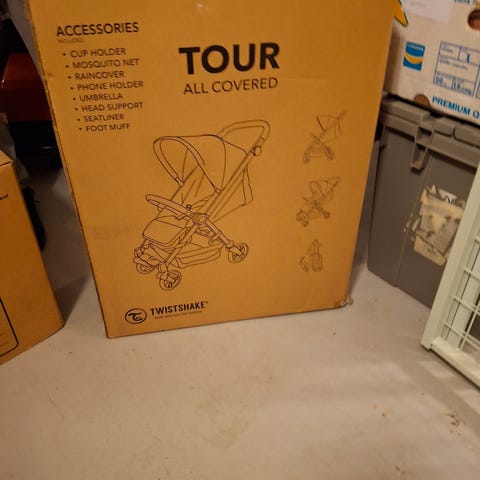 ACCESSORIES
INCLUDED:
• CUP HOLDER
• MOSQUITO NET
• RAINCOVER
• PHONE HOLDER
• UMBRELLA
• HEAD SUPPORT
• SEATLINER
• FOOT MUFF
TOUR
ALL COVERED
TWISTSHAKE®
PREMIUM